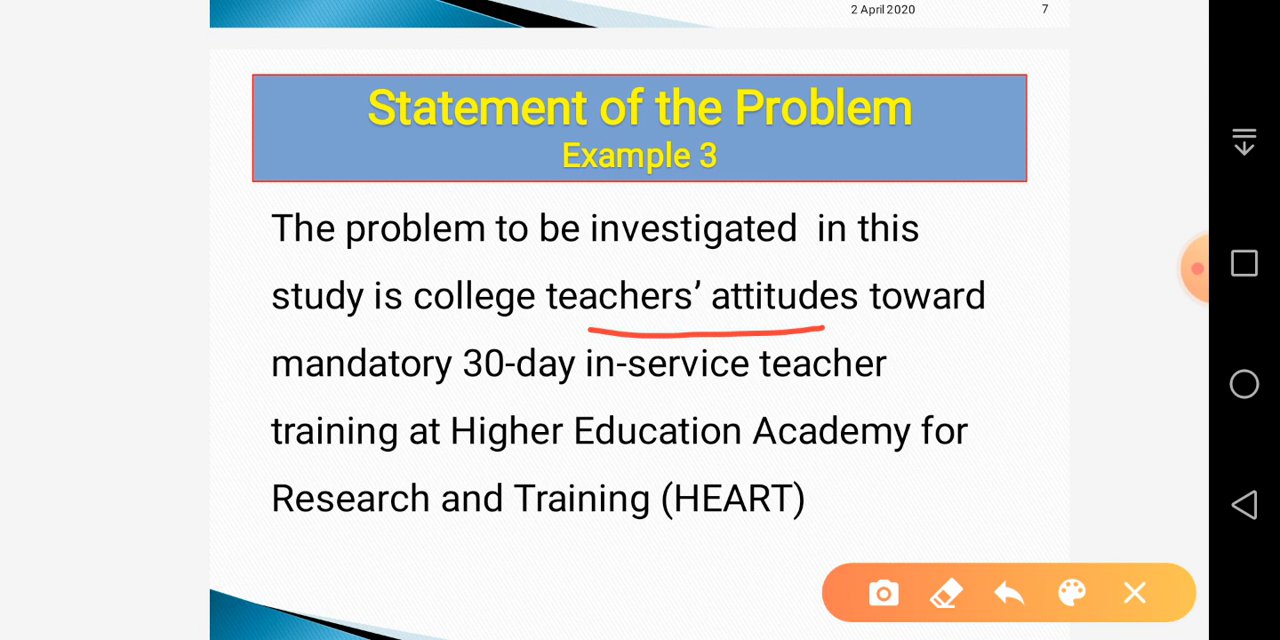 2 April 2020 7
Statement of the Problem
Example 3
The problem to be investigated in this
study is college teachers’ attitudes toward
mandatory 30-day in-service teacher
training at Higher Education Academy for
Research and Training (HEART)